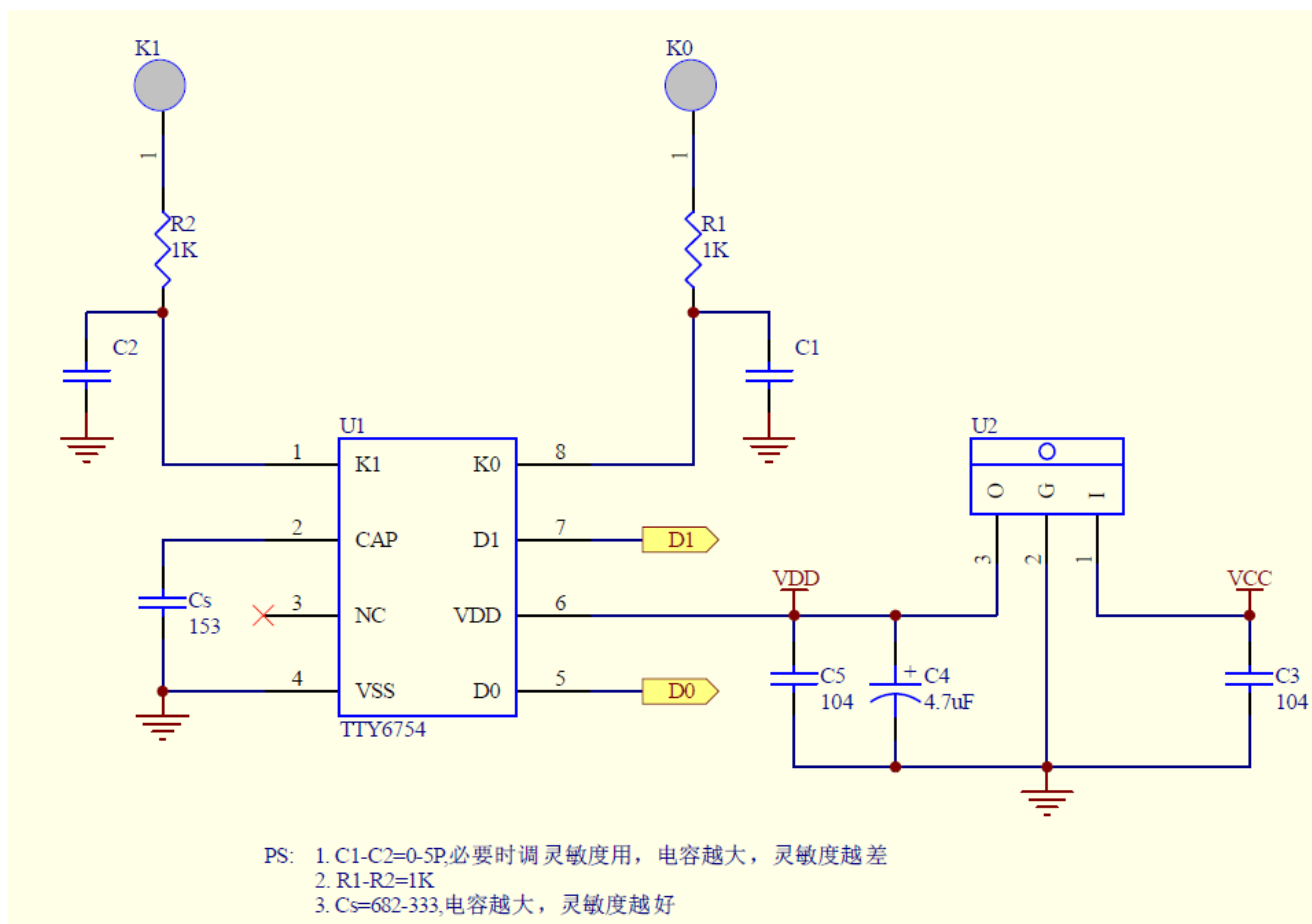 K1
K0
1
1
R2
1K
R1
1K
C2
C1
U1
U2
1
K1
K0
8
O
G
I
2
CAP
D1
7
D1
3
2
1
VDD
VCC
Cs
153
3
NC
VDD
6
C5
104
+
C4
4.7uF
C3
104
4
VSS
D0
5
D0
TTY6754
PS: 1. C1-C2=0-5P,必要时调灵敏度用，电容越大，灵敏度越差
2. R1-R2=1K
3. Cs=682-333,电容越大，灵敏度越好